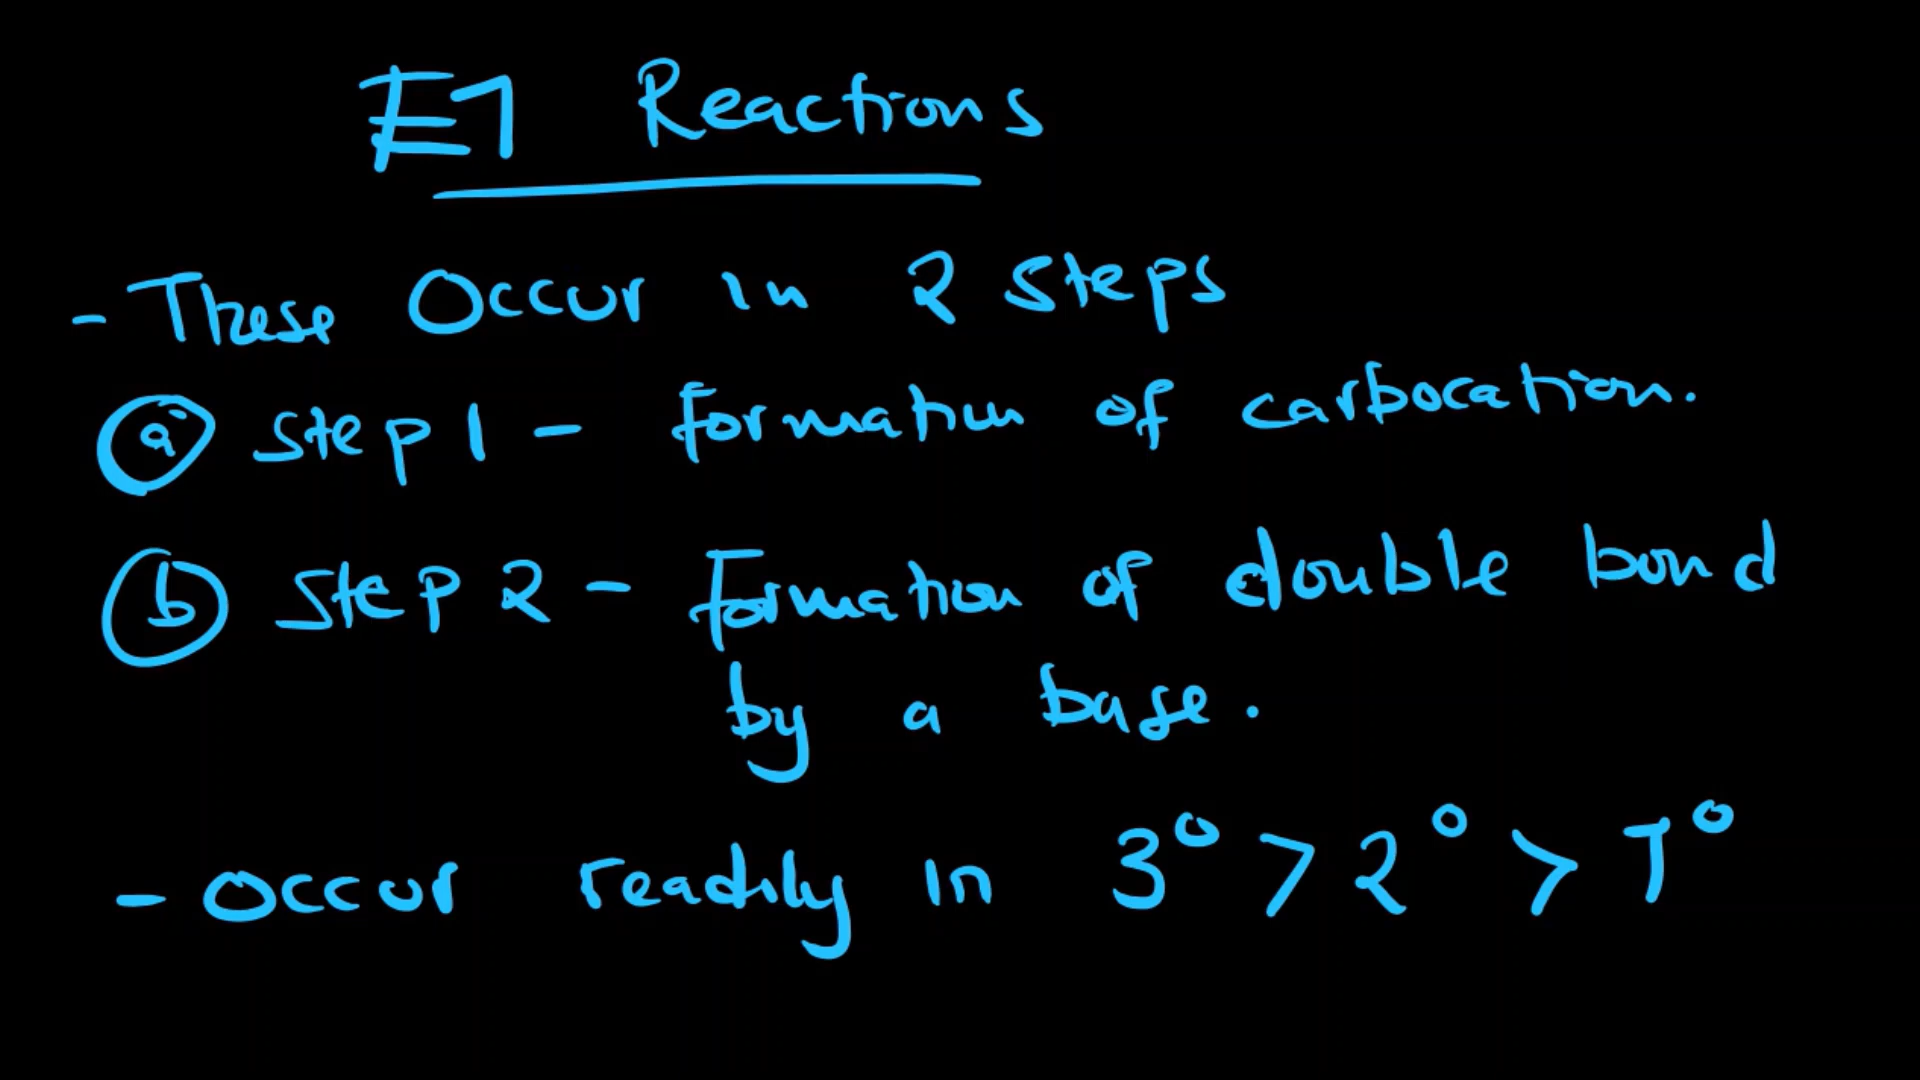 E1 Reactions
- These Occur in 2 steps
(a) Step 1 - Formation of carbocation.
(b) Step 2 - Formation of double bond
by a base.
- Occur readily in 3° > 2° > 1°